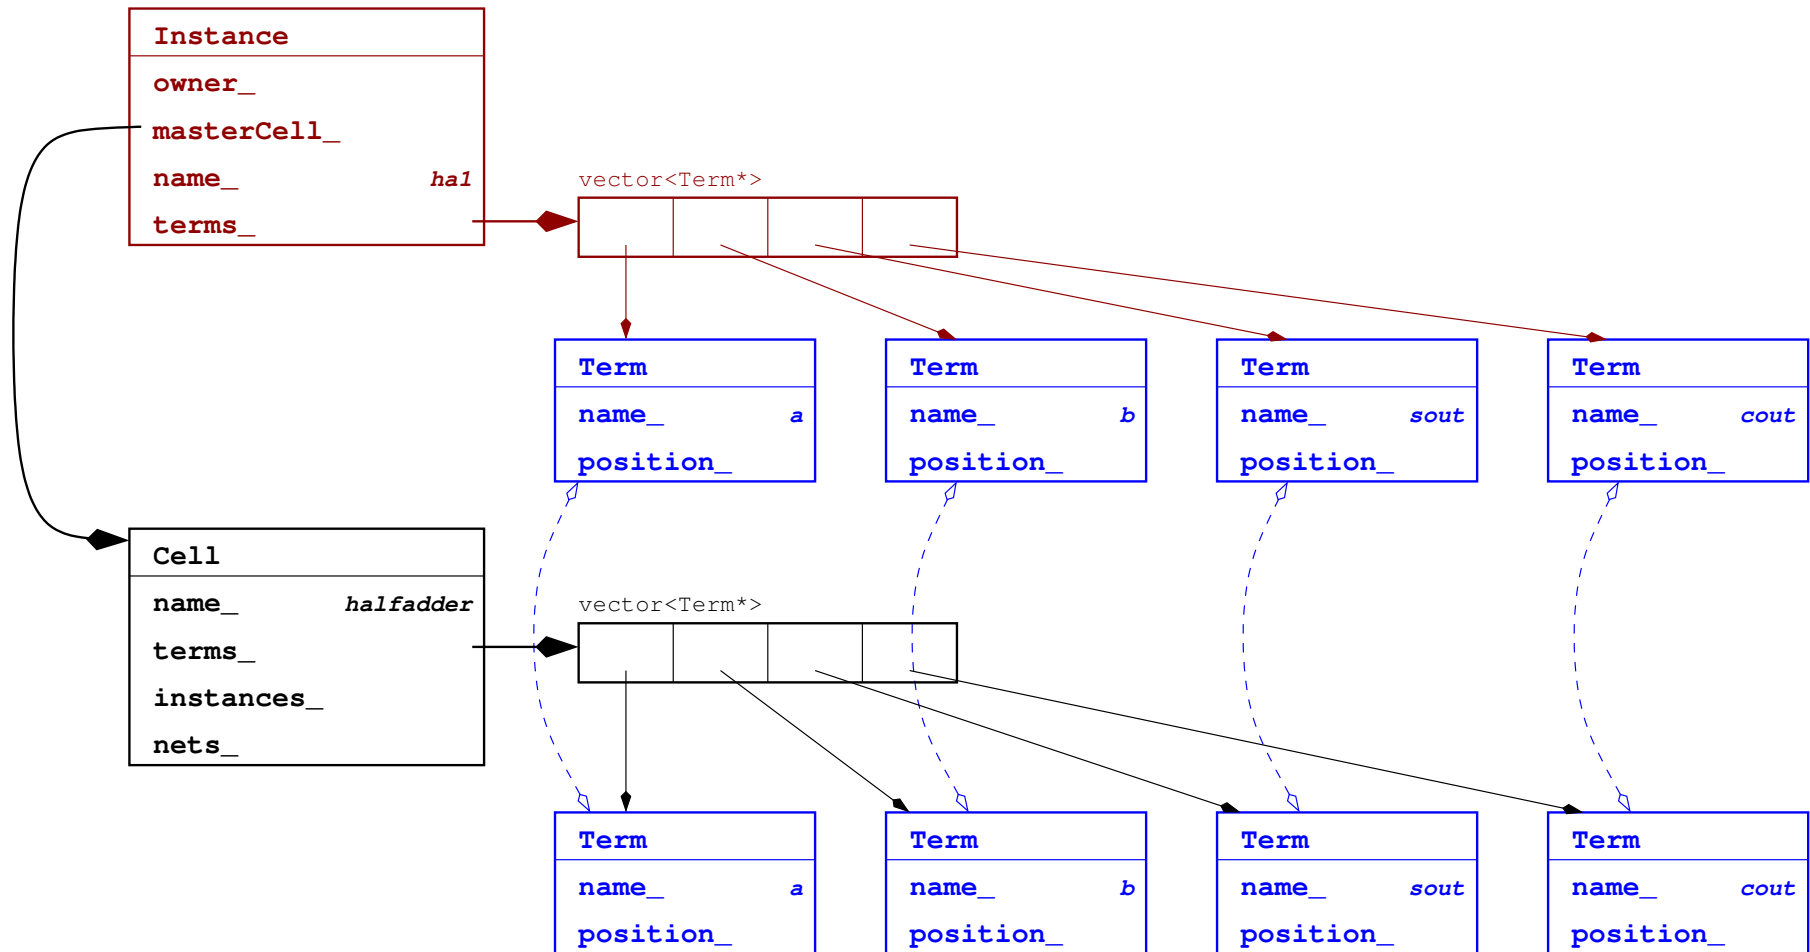 Instance
owner_
masterCell_
name_ ha1
terms_
vector<Term*>
Term Term Term Term
name_ a name_ b name_ sout name_ cout
position_ position_ position_ position_
Cell
name_ halfadder
terms_
instances_
nets_
vector<Term*>
Term Term Term Term
name_ a name_ b name_ sout name_ cout
position_ position_ position_ position_